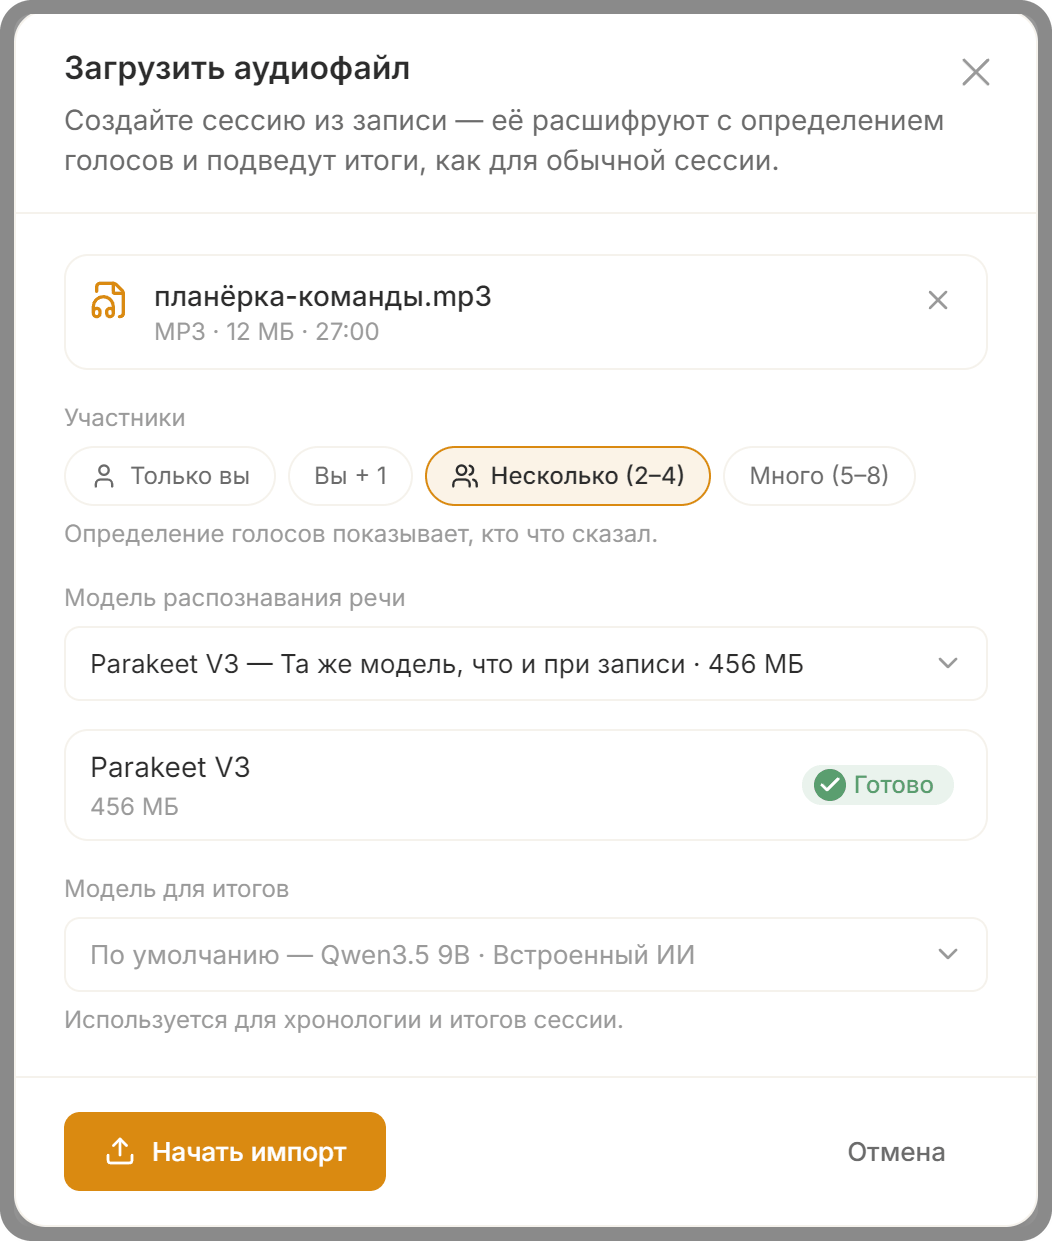 Загрузить аудиофайл
Создайте сессию из записи — её расшифруют с определением
голосов и подведут итоги, как для обычной сессии.
планёрка-команды.mp3
MP3 · 12 МБ · 27:00
Участники
Только вы
Вы + 1
Несколько (2–4)
Много (5–8)
Определение голосов показывает, кто что сказал.
Модель распознавания речи
Parakeet V3 — Та же модель, что и при записи · 456 МБ
Parakeet V3
456 МБ
Готово
Модель для итогов
По умолчанию — Qwen3.5 9B · Встроенный ИИ
Используется для хронологии и итогов сессии.
Начать импорт
Отмена